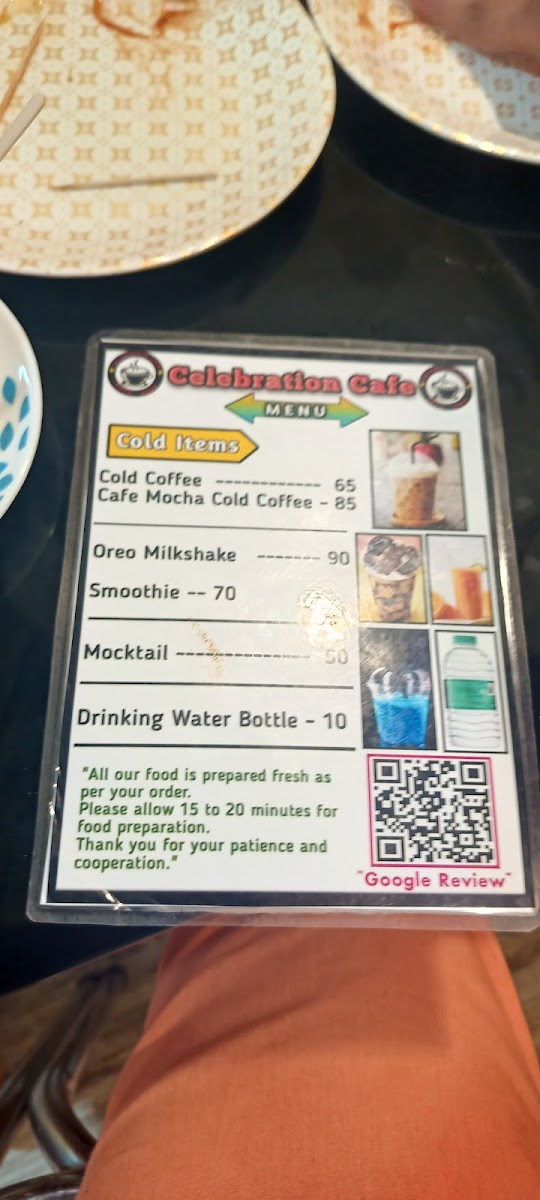 Celebration Cafe
MENU
Cold Items
Cold Coffee ------------ 65
Cafe Mocha Cold Coffee - 85
Oreo Milkshake ------- 90
Smoothie -- 70
Mocktail --------------- 50
Drinking Water Bottle - 10
"All our food is prepared fresh as
per your order.
Please allow 15 to 20 minutes for
food preparation.
Thank you for your patience and
cooperation."
"Google Review"